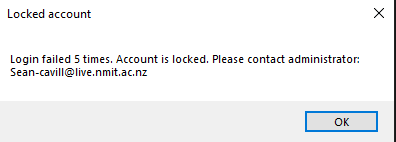 Locked account
Login failed 5 times. Account is locked. Please contact administrator:
Sean-cavill@live.nmit.ac.nz
OK